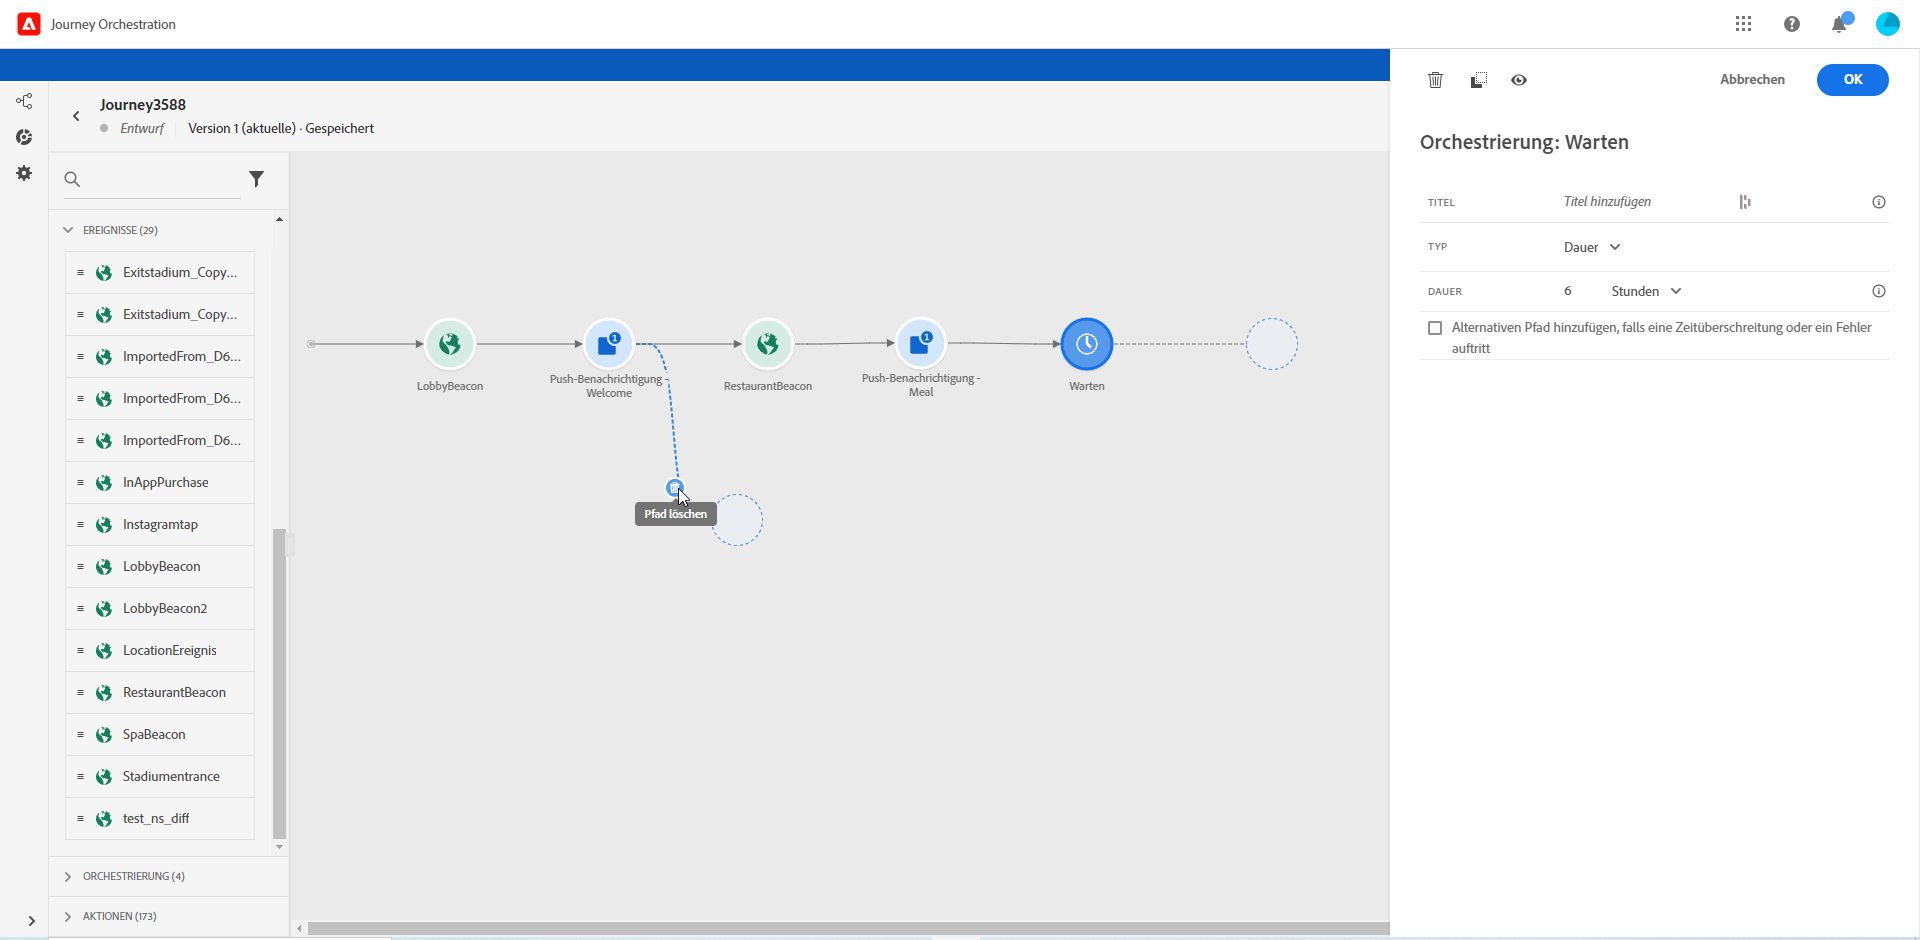 Journey Orchestration
Journey3588
Entwurf
Version 1 (aktuelle) · Gespeichert
EREIGNISSE (29)
Exitstadium_Copy...
Exitstadium_Copy...
ImportedFrom_D6...
ImportedFrom_D6...
ImportedFrom_D6...
InAppPurchase
Instagramtap
LobbyBeacon
LobbyBeacon2
LocationEreignis
RestaurantBeacon
SpaBeacon
Stadiumentrance
test_ns_diff
ORCHESTRIERUNG (4)
AKTIONEN (173)
1
1
LobbyBeacon
Push-Benachrichtigung -
Welcome
RestaurantBeacon
Push-Benachrichtigung -
Meal
Warten
Pfad löschen
Abbrechen
OK
Orchestrierung: Warten
TITEL
Titel hinzufügen
TYP
Dauer
DAUER
6
Stunden
Alternativen Pfad hinzufügen, falls eine Zeitüberschreitung oder ein Fehler
auftritt